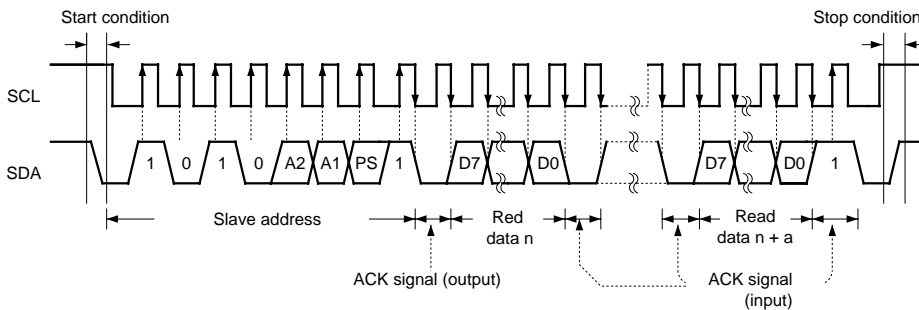 Start condition
Stop condition
SCL
SDA
1 0 1 0 A2 A1 PS 1 D7 D0 D7 D0 1
Slave address
Red
data n
Read
data n + a
ACK signal (output)
ACK signal
(input)